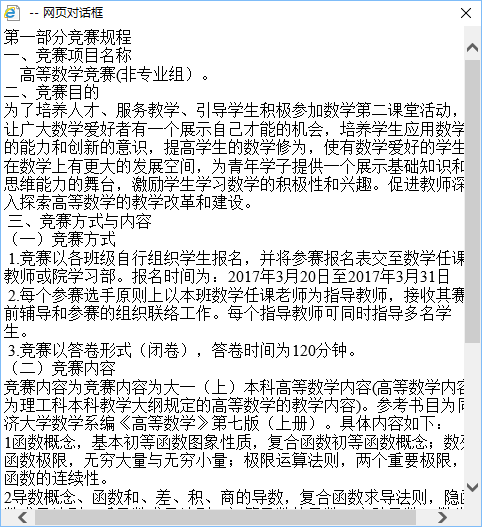 -- 网页对话框
第一部分竞赛规程
一、竞赛项目名称
高等数学竞赛(非专业组）。
二、竞赛目的
为了培养人才、服务教学、引导学生积极参加数学第二课堂活动，
让广大数学爱好者有一个展示自己才能的机会，培养学生应用数学
的能力和创新的意识，提高学生的数学修为，使有数学爱好的学生
在数学上有更大的发展空间，为青年学子提供一个展示基础知识和
思维能力的舞台，激励学生学习数学的积极性和兴趣。促进教师深
入探索高等数学的教学改革和建设。
三、竞赛方式与内容
（一）竞赛方式
1.竞赛以各班级自行组织学生报名，并将参赛报名表交至数学任课
教师或院学习部。报名时间为：2017年3月20日至2017年3月31日
2.每个参赛选手原则上以本班数学任课老师为指导教师，接收其赛
前辅导和参赛的组织联络工作。每个指导教师可同时指导多名学
生。
3.竞赛以答卷形式（闭卷），答卷时间为120分钟。
（二）竞赛内容
竞赛内容为竞赛内容为大一（上）本科高等数学内容(高等数学内容
为理工科本科教学大纲规定的高等数学的教学内容)。参考书目为同
济大学数学系编《高等数学》第七版（上册）。具体内容如下：
1函数概念，基本初等函数图象性质，复合函数初等函数概念；数列
函数极限，无穷大量与无穷小量；极限运算法则，两个重要极限，
函数的连续性。
2导数概念、函数和、差、积、商的导数，复合函数求导法则，隐函